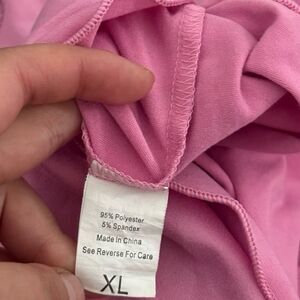 95% Polyester
5% Spandex
Made in China
See Reverse For Care
XL